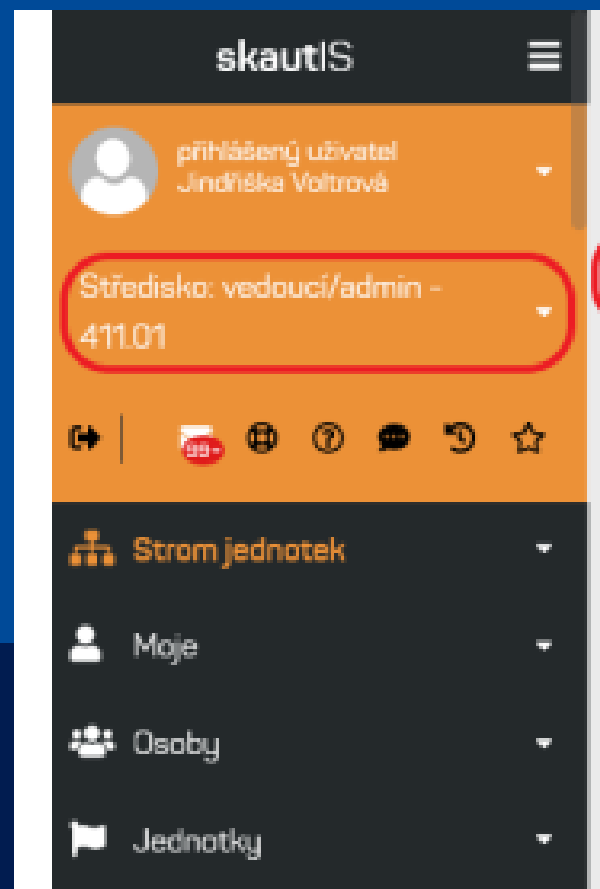 skautIS
přihlášený uživatel
Jindřiška Voltrová
Středisko: vedoucí/admin -
411.01
99+
Strom jednotek
Moje
Osoby
Jednotky